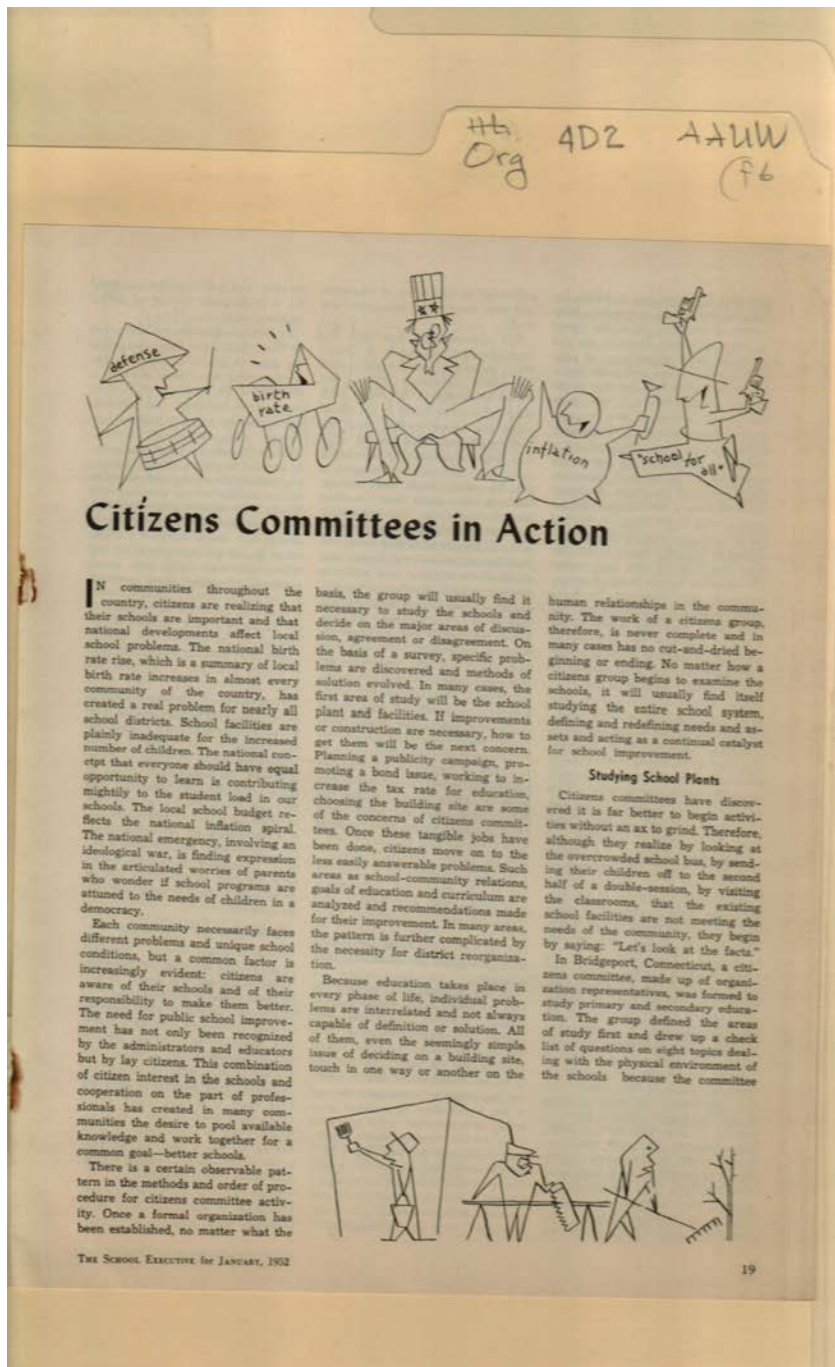 Hs. 4D2 AAUW
Org (f6
defense
birth
rate
inflation
"school for
all"
Citizens Committees in Action
IN communities throughout the
country, citizens are realizing that
their schools are important and that
national developments affect local
school problems. The national birth
rate rise, which is a summary of local
birth rate increases in almost every
community of the country, has
created a real problem for nearly all
school districts. School facilities are
plainly inadequate for the increased
number of children. The national con-
ctpt that everyone should have equal
opportunity to learn is contributing
mightily to the student load in our
schools. The local school budget re-
flects the national inflation spiral.
The national emergency, involving an
ideological war, is finding expression
in the articulated worries of parents
who wonder if school programs are
attuned to the needs of children in a
democracy.
Each community necessarily faces
different problems and unique school
conditions, but a common factor is
increasingly evident: citizens are
aware of their schools and of their
responsibility to make them better.
The need for public school improve-
ment has not only been recognized
by the administrators and educators
but by lay citizens. This combination
of citizen interest in the schools and
cooperation on the part of profes-
sionals has created in many com-
munities the desire to pool available
knowledge and work together for a
common goal—better schools.
There is a certain observable pat-
tern in the methods and order of pro-
cedure for citizens committee activ-
ity. Once a formal organization has
been established, no matter what the
basis, the group will usually find it
necessary to study the schools and
decide on the major areas of discus-
sion, agreement or disagreement. On
the basis of a survey, specific prob-
lems are discovered and methods of
solution evolved. In many cases, the
first area of study will be the school
plant and facilities. If improvements
or construction are necessary, how to
get them will be the next concern.
Planning a publicity campaign, pro-
moting a bond issue, working to in-
crease the tax rate for education,
choosing the building site are some
of the concerns of citizens commit-
tees. Once these tangible jobs have
been done, citizens move on to the
less easily answerable problems. Such
areas as school-community relations,
goals of education and curriculum are
analyzed and recommendations made
for their improvement. In many areas,
the pattern is further complicated by
the necessity for district reorganiza-
tion.
Because education takes place in
every phase of life, individual prob-
lems are interrelated and not always
capable of definition or solution. All
of them, even the seemingly simple
issue of deciding on a building site,
touch in one way or another on the
human relationships in the commu-
nity. The work of a citizens group,
therefore, is never complete and in
many cases has no cut-and-dried be-
ginning or ending. No matter how a
citizens group begins to examine the
schools, it will usually find itself
studying the entire school system,
defining and redefining needs and as-
sets and acting as a continual catalyst
for school improvement.
Studying School Plants
Citizens committees have discov-
ered it is far better to begin activi-
ties without an ax to grind. Therefore,
although they realize by looking at
the overcrowded school bus, by send-
ing their children off to the second
half of a double-session, by visiting
the classrooms, that the existing
school facilities are not meeting the
needs of the community, they begin
by saying: "Let's look at the facts."
In Bridgeport, Connecticut, a citi-
zens committee, made up of organi-
zation representatives, was formed to
study primary and secondary educa-
tion. The group defined the areas
of study first and drew up a check
list of questions on eight topics deal-
ing with the physical environment of
the schools because the committee
THE SCHOOL EXECUTIVE for JANUARY, 1952
19